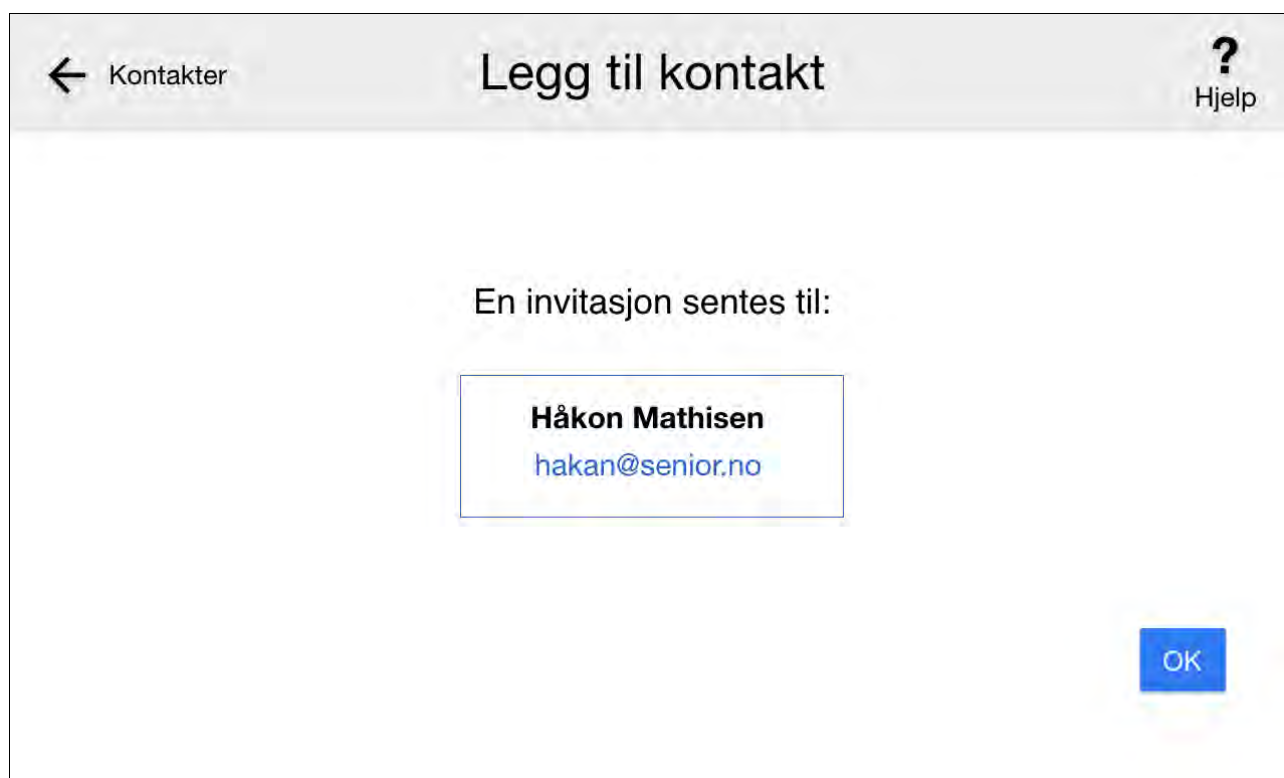 ← Kontakter
Legg til kontakt
?
Hjelp
En invitasjon sentes til:
Håkon Mathisen
hakan@senior.no
OK